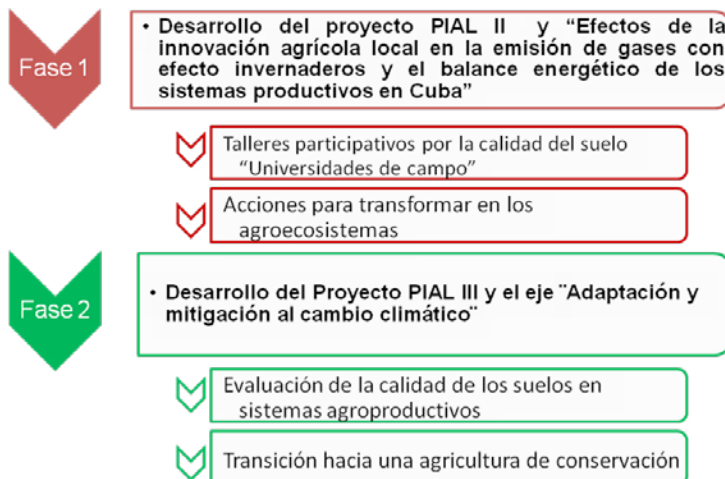 Fase 1
• Desarrollo del proyecto PIAL II y “Efectos de la
innovación agrícola local en la emisión de gases con
efecto invernaderos y el balance energético de los
sistemas productivos en Cuba”
Talleres participativos por la calidad del suelo
“Universidades de campo”
Acciones para transformar en los
agroecosistemas
Fase 2
• Desarrollo del Proyecto PIAL III y el eje ¨Adaptación y
mitigación al cambio climático¨
Evaluación de la calidad de los suelos en
sistemas agroproductivos
Transición hacia una agricultura de conservación